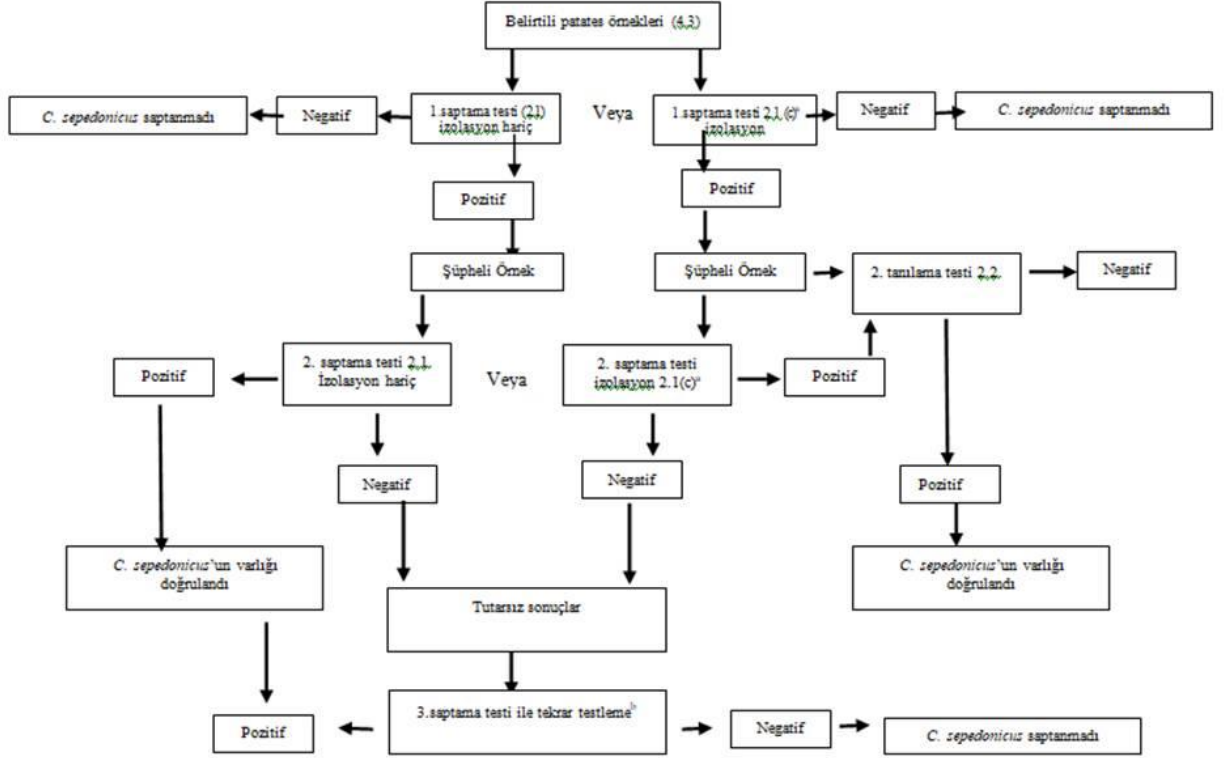 Belirtili patates örnekleri (4.3)
C. sepedonicus saptanmadı
Negatif
1.saptama testi (2.1)
izolasyon hariç
Veya
1.saptama testi 2.1.(c)ª
izolasyon
Negatif
C. sepedonicus saptanmadı
Pozitif
Pozitif
Şüpheli Örnek
Şüpheli Örnek
2. tanılama testi 2.2.
Negatif
Pozitif
2. saptama testi 2.1.
İzolasyon hariç
Veya
2. saptama testi
izolasyon 2.1(c)ª
Pozitif
Negatif
Negatif
Pozitif
C. sepedonicus'un varlığı
doğrulandı
C. sepedonicus'un varlığı
doğrulandı
Tutarsız sonuçlar
Pozitif
3.saptama testi ile tekrar testlemeᵇ
Negatif
C. sepedonicus saptanmadı